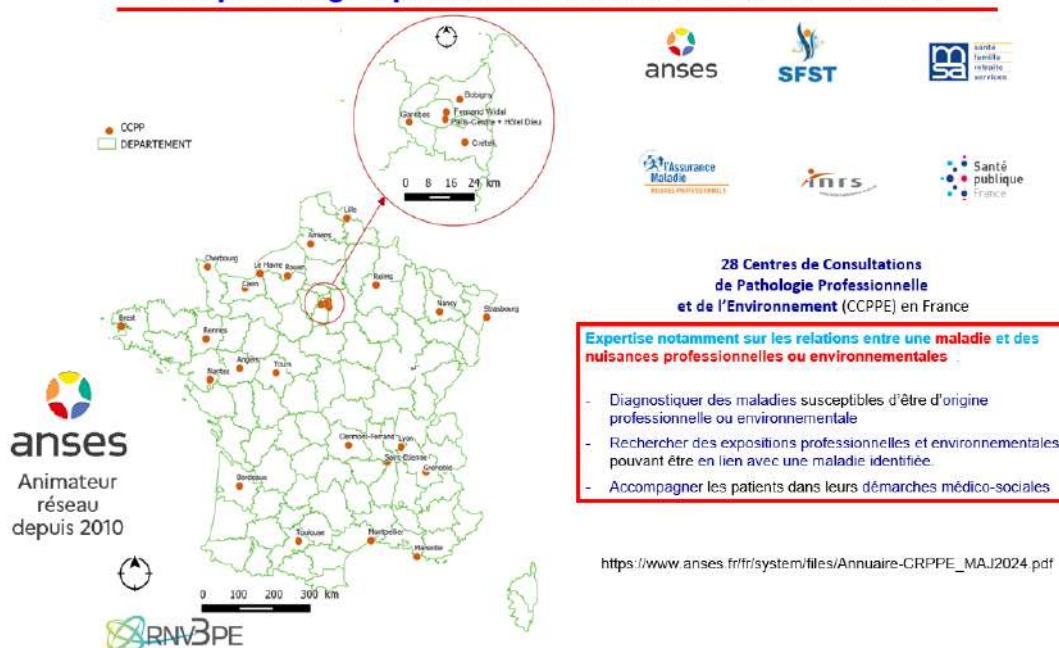 anses
SFST
msa
santé
famille
retraite
services
CCPP
DEPARTEMENT
Bobigny
Fernand Widal
Garches
Paris-Centre + Hôtel Dieu
Créteil
0 8 16 24 km
l'Assurance
Maladie
RISQUES PROFESSIONNELS
inrs
Santé
publique
France
Lille
Amiens
Cherbourg
Le Havre
Rouen
Caen
Reims
Nancy
Strasbourg
Brest
Rennes
Angers
Tours
Nantes
28 Centres de Consultations
de Pathologie Professionnelle
et de l'Environnement (CCPPE) en France
Expertise notamment sur les relations entre une maladie et des
nuisances professionnelles ou environnementales
- Diagnostiquer des maladies susceptibles d'être d'origine
professionnelle ou environnementale
- Rechercher des expositions professionnelles et environnementales
pouvant être en lien avec une maladie identifiée.
- Accompagner les patients dans leurs démarches médico-sociales
anses
Animateur
réseau
depuis 2010
Clermont-Ferrand
Lyon
Saint-Etienne
Grenoble
Bordeaux
Toulouse
Montpellier
Marseille
https://www.anses.fr/fr/system/files/Annuaire-CRPPE_MAJ2024.pdf
0 100 200 300 km
RNV3PE